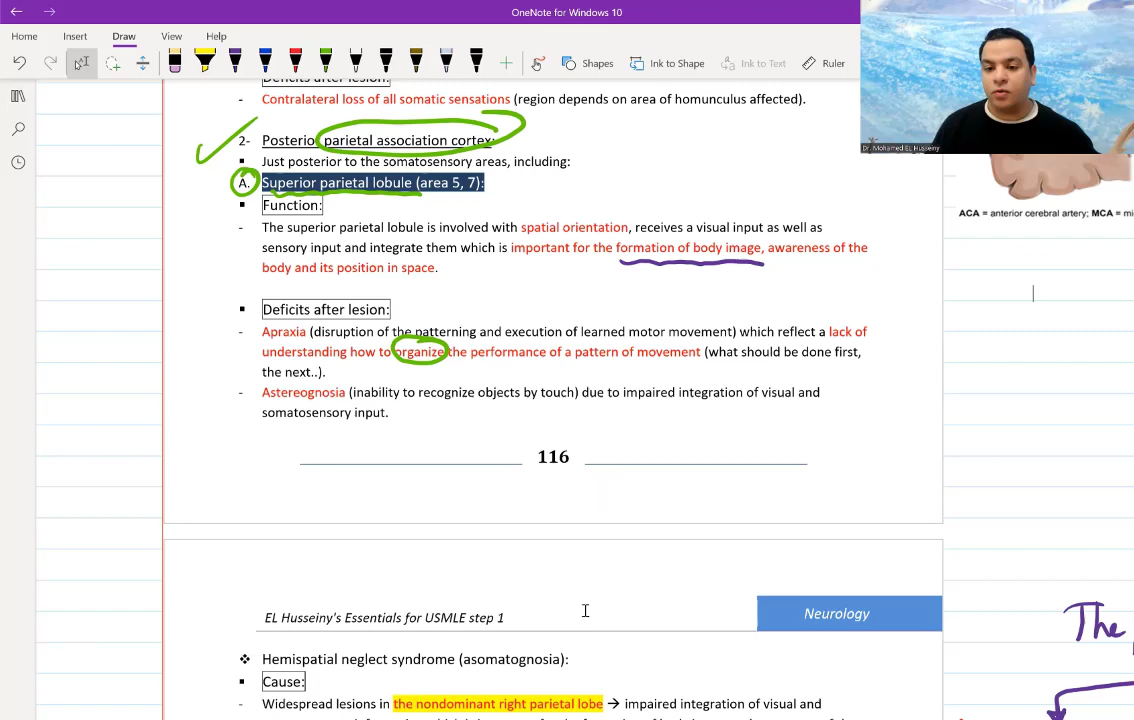 OneNote for Windows 10
Home Insert Draw View Help
Shapes Ink to Shape Ink to Text Ruler
Dr. Mohamed EL Husseiny
Deficits after lesion:
- Contralateral loss of all somatic sensations (region depends on area of homunculus affected).
2- Posterior parietal association cortex:
▪ Just posterior to the somatosensory areas, including:
A. Superior parietal lobule (area 5, 7):
▪ Function:
- The superior parietal lobule is involved with spatial orientation, receives a visual input as well as
sensory input and integrate them which is important for the formation of body image, awareness of the
body and its position in space.
▪ Deficits after lesion:
- Apraxia (disruption of the patterning and execution of learned motor movement) which reflect a lack of
understanding how to organize the performance of a pattern of movement (what should be done first,
the next..).
- Astereognosia (inability to recognize objects by touch) due to impaired integration of visual and
somatosensory input.
116
EL Husseiny's Essentials for USMLE step 1
Neurology
❖ Hemispatial neglect syndrome (asomatognosia):
▪ Cause:
- Widespread lesions in the nondominant right parietal lobe → impaired integration of visual and
ACA = anterior cerebral artery; MCA = mi
The